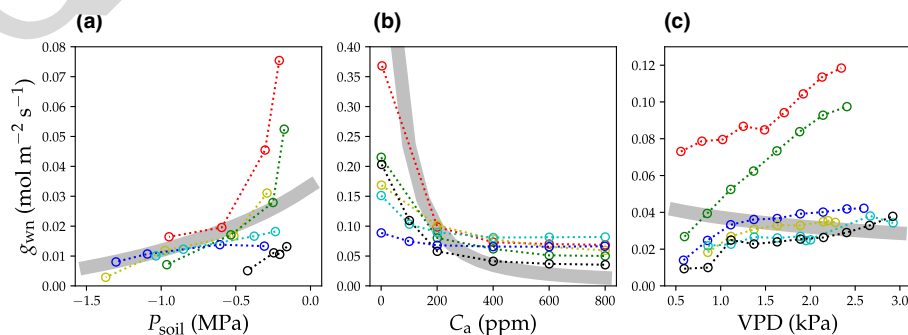 (a)
(b)
(c)
0.08
0.07
0.06
0.05
0.04
0.03
0.02
0.01
0.00
0.40
0.35
0.30
0.25
0.20
0.15
0.10
0.05
0.00
0.12
0.10
0.08
0.06
0.04
0.02
0.00
g_wn (mol m⁻² s⁻¹)
−1.5 −1.0 −0.5 0.0
0 200 400 600 800
0.5 1.0 1.5 2.0 2.5 3.0
P_soil (MPa)
C_a (ppm)
VPD (kPa)